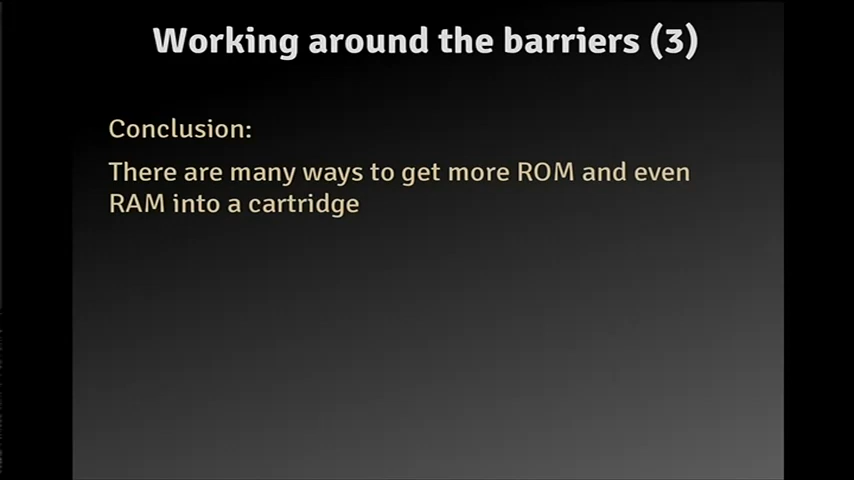 Working around the barriers (3)
Conclusion:
There are many ways to get more ROM and even
RAM into a cartridge